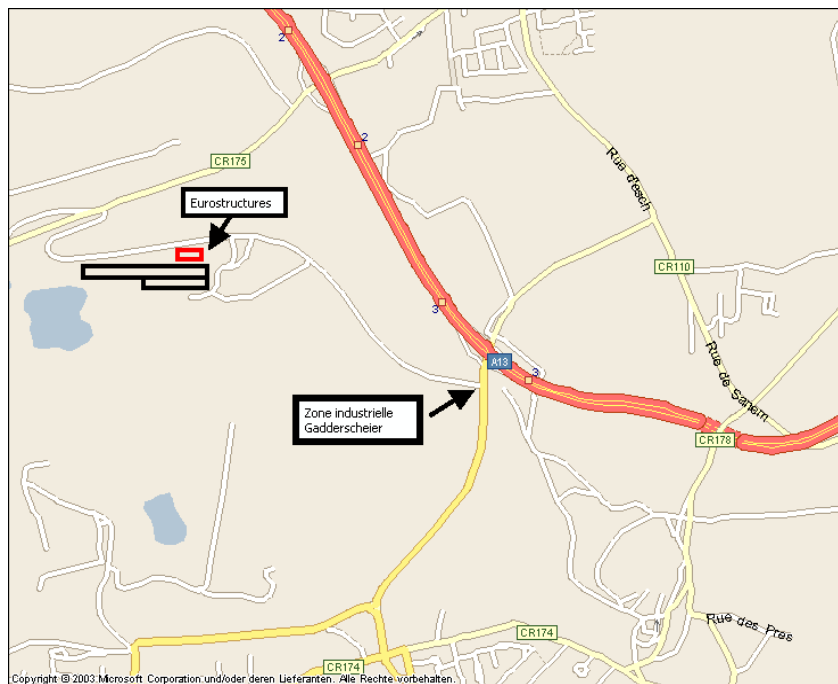 2
2
CR175
Rue d'esch
Eurostructures
CR110
3
A13
3
Rue de Sanem
Zone industrielle
Gadderscheier
CR178
Rue des Pras
CR174
CR174
Copyright © 2003 Microsoft Corporation und/oder deren Lieferanten. Alle Rechte vorbehalten.